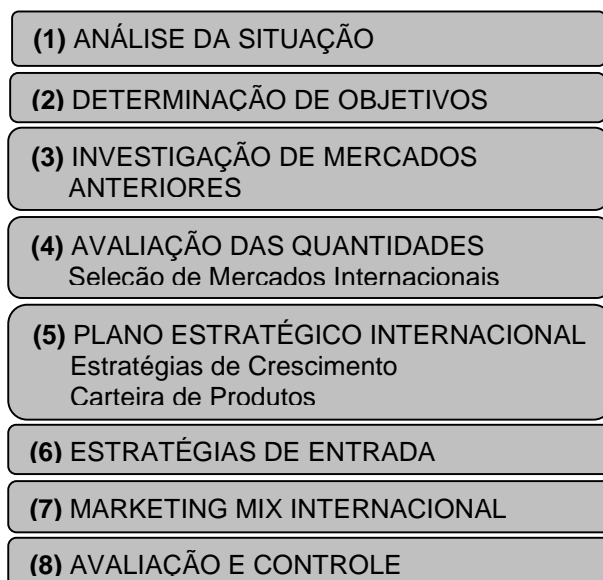 (1) ANÁLISE DA SITUAÇÃO
(2) DETERMINAÇÃO DE OBJETIVOS
(3) INVESTIGAÇÃO DE MERCADOS
ANTERIORES
(4) AVALIAÇÃO DAS QUANTIDADES
Seleção de Mercados Internacionais
(5) PLANO ESTRATÉGICO INTERNACIONAL
Estratégias de Crescimento
Carteira de Produtos
(6) ESTRATÉGIAS DE ENTRADA
(7) MARKETING MIX INTERNACIONAL
(8) AVALIAÇÃO E CONTROLE